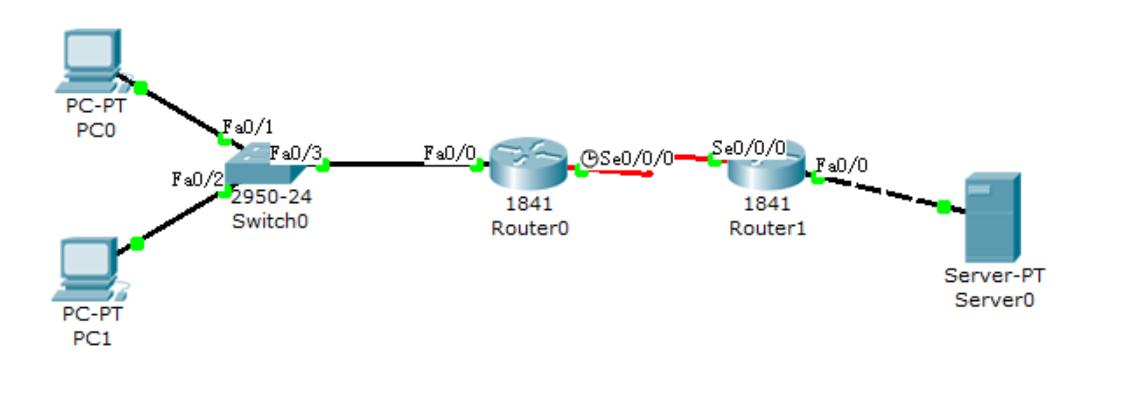 PC-PT
PC0
Fa0/1
Fa0/2
Fa0/3
2950-24
Switch0
PC-PT
PC1
Fa0/0
Se0/0/0
1841
Router0
Se0/0/0
Fa0/0
1841
Router1
Server-PT
Server0